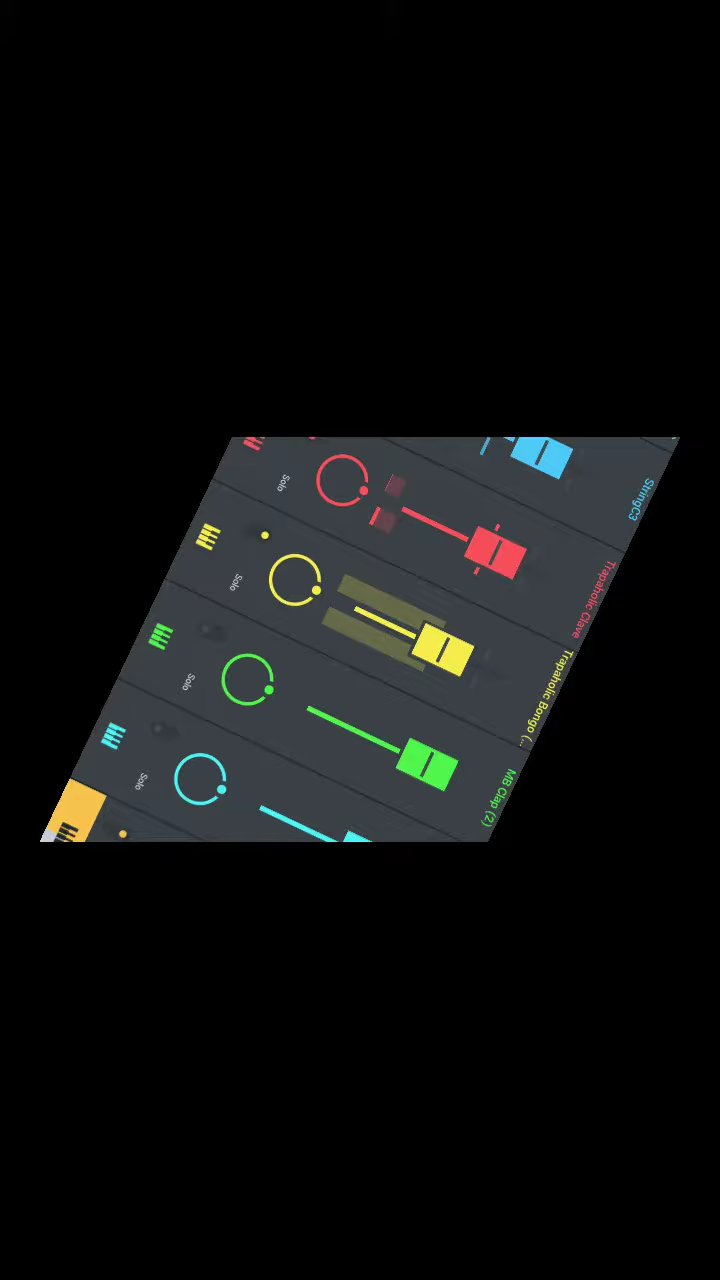 StringC3
Trapaholic Clave
Trapaholic Bongo (...
MB Clap (2)
Solo
Solo
Solo
Solo